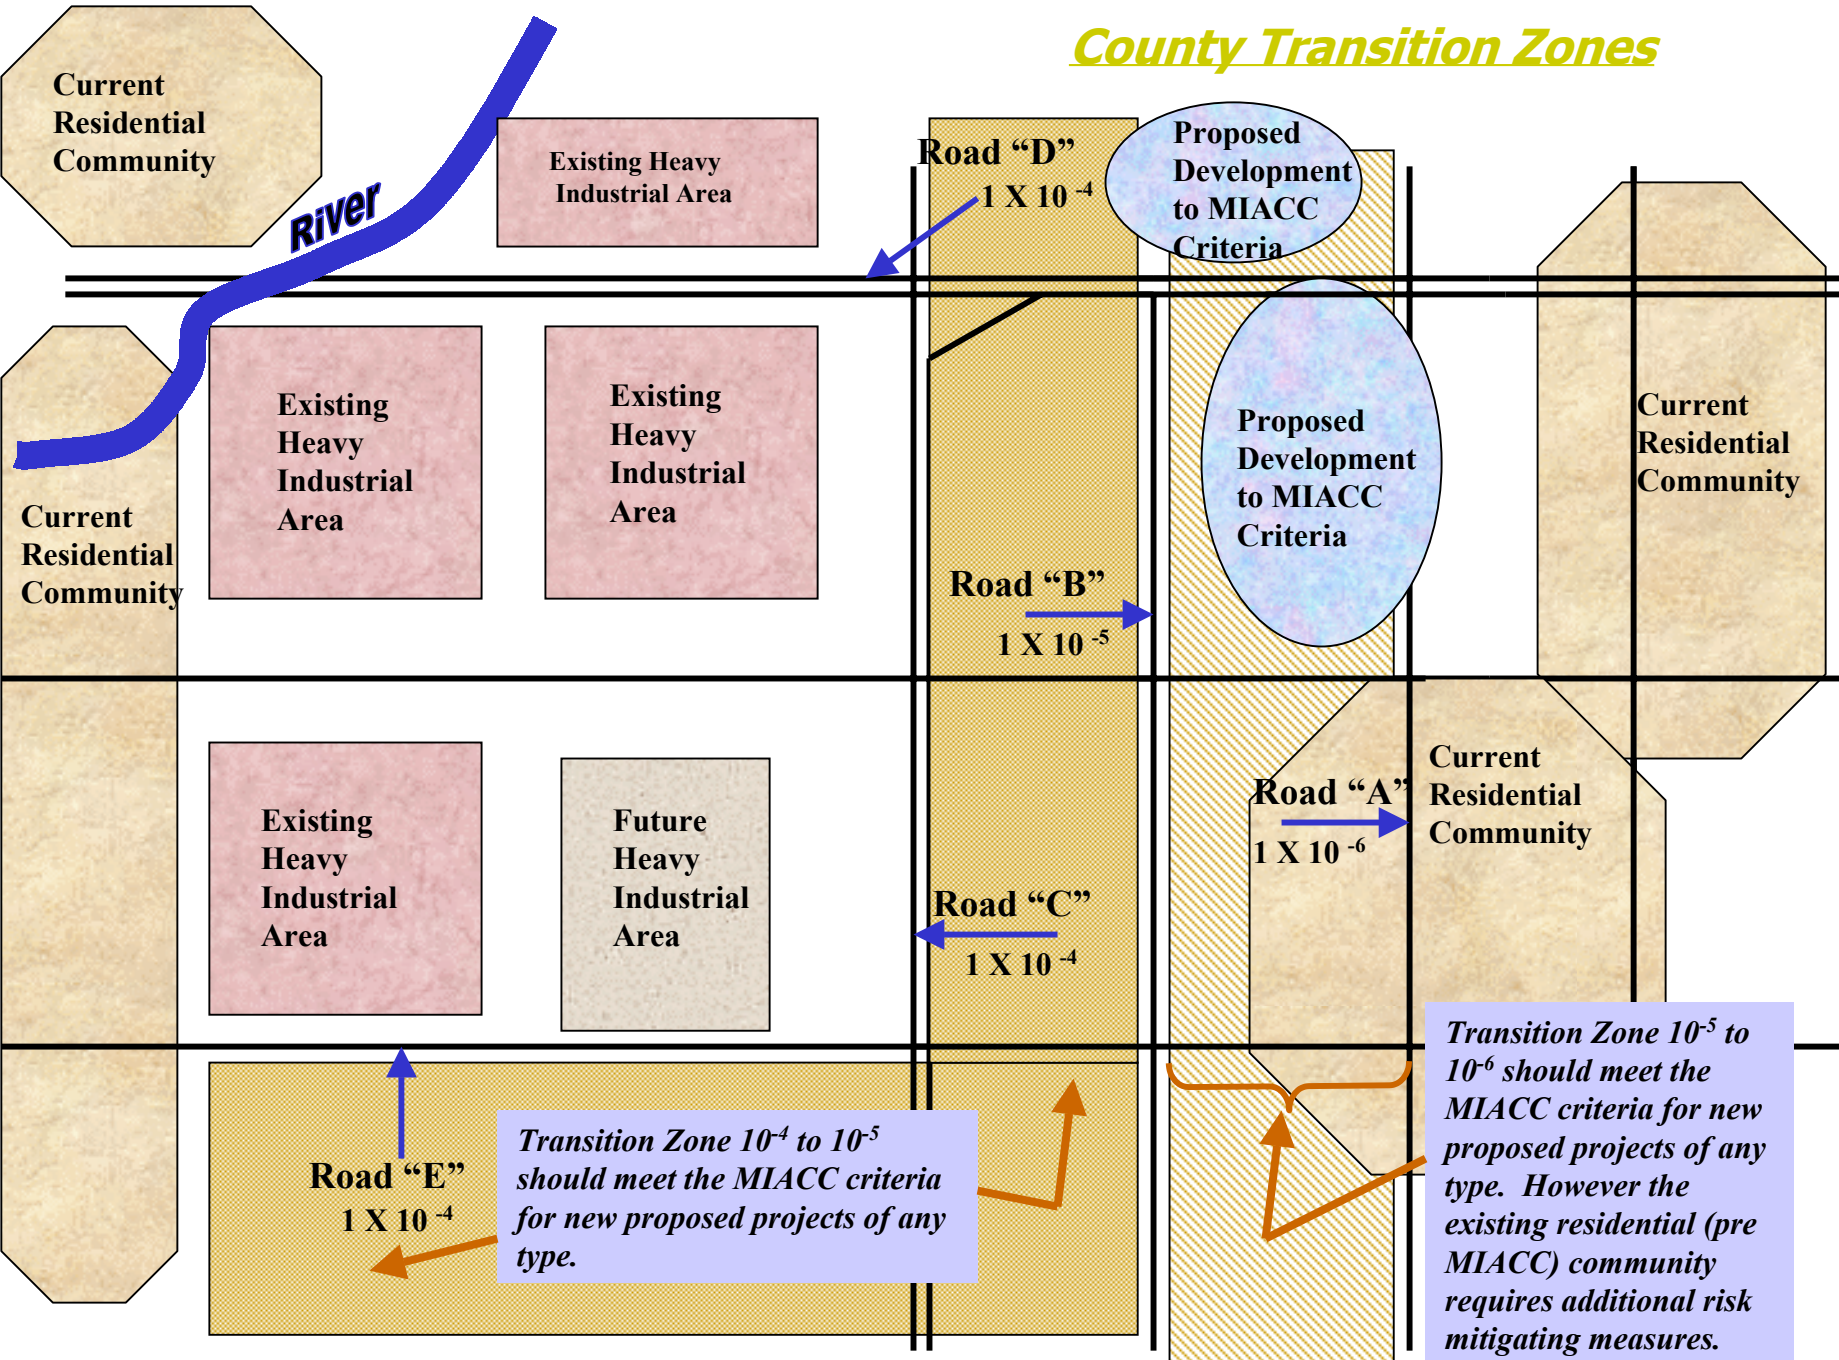 County Transition Zones
Current
Residential
Community
River
Existing Heavy
Industrial Area
Road “D”
1 X 10 -4
Proposed
Development
to MIACC
Criteria
Existing
Heavy
Industrial
Area
Existing
Heavy
Industrial
Area
Proposed
Development
to MIACC
Criteria
Current
Residential
Community
Current
Residential
Community
Road “B”
1 X 10 -5
Existing
Heavy
Industrial
Area
Future
Heavy
Industrial
Area
Road “A”
1 X 10 -6
Current
Residential
Community
Road “C”
1 X 10 -4
Road “E”
1 X 10 -4
Transition Zone 10-4 to 10-5
should meet the MIACC criteria
for new proposed projects of any
type.
Transition Zone 10-5 to
10-6 should meet the
MIACC criteria for new
proposed projects of any
type. However the
existing residential (pre
MIACC) community
requires additional risk
mitigating measures.